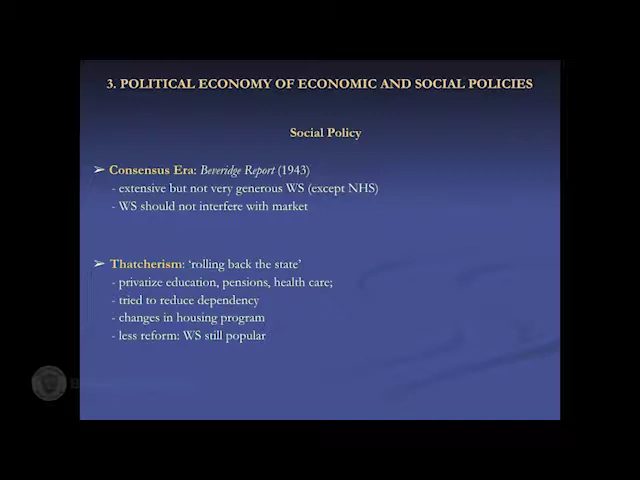 3. POLITICAL ECONOMY OF ECONOMIC AND SOCIAL POLICIES
Social Policy
➢ Consensus Era: Beveridge Report (1943)
- extensive but not very generous WS (except NHS)
- WS should not interfere with market
➢ Thatcherism: ‘rolling back the state’
- privatize education, pensions, health care;
- tried to reduce dependency
- changes in housing program
- less reform: WS still popular